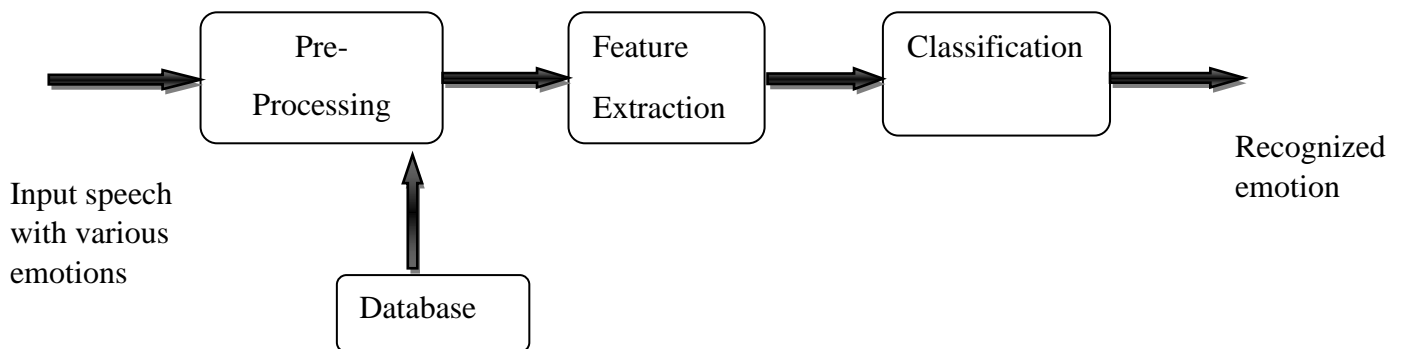 Pre-
Processing
Feature
Extraction
Classification
Input speech
with various
emotions
Recognized
emotion
Database